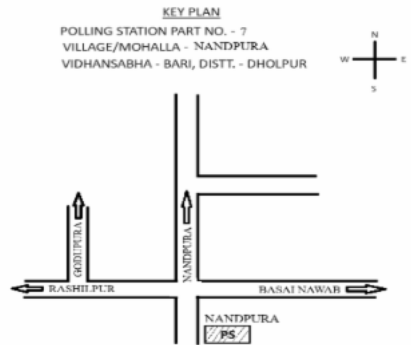 KEY PLAN
POLLING STATION PART NO. - 7
VILLAGE/MOHALLA - NANDPURA
VIDHANSABHA - BARI, DISTT. - DHOLPUR
N
W
E
S
GODUPURA
NANDPURA
RASHILPUR
BASAI NAWAB
NANDPURA
PS